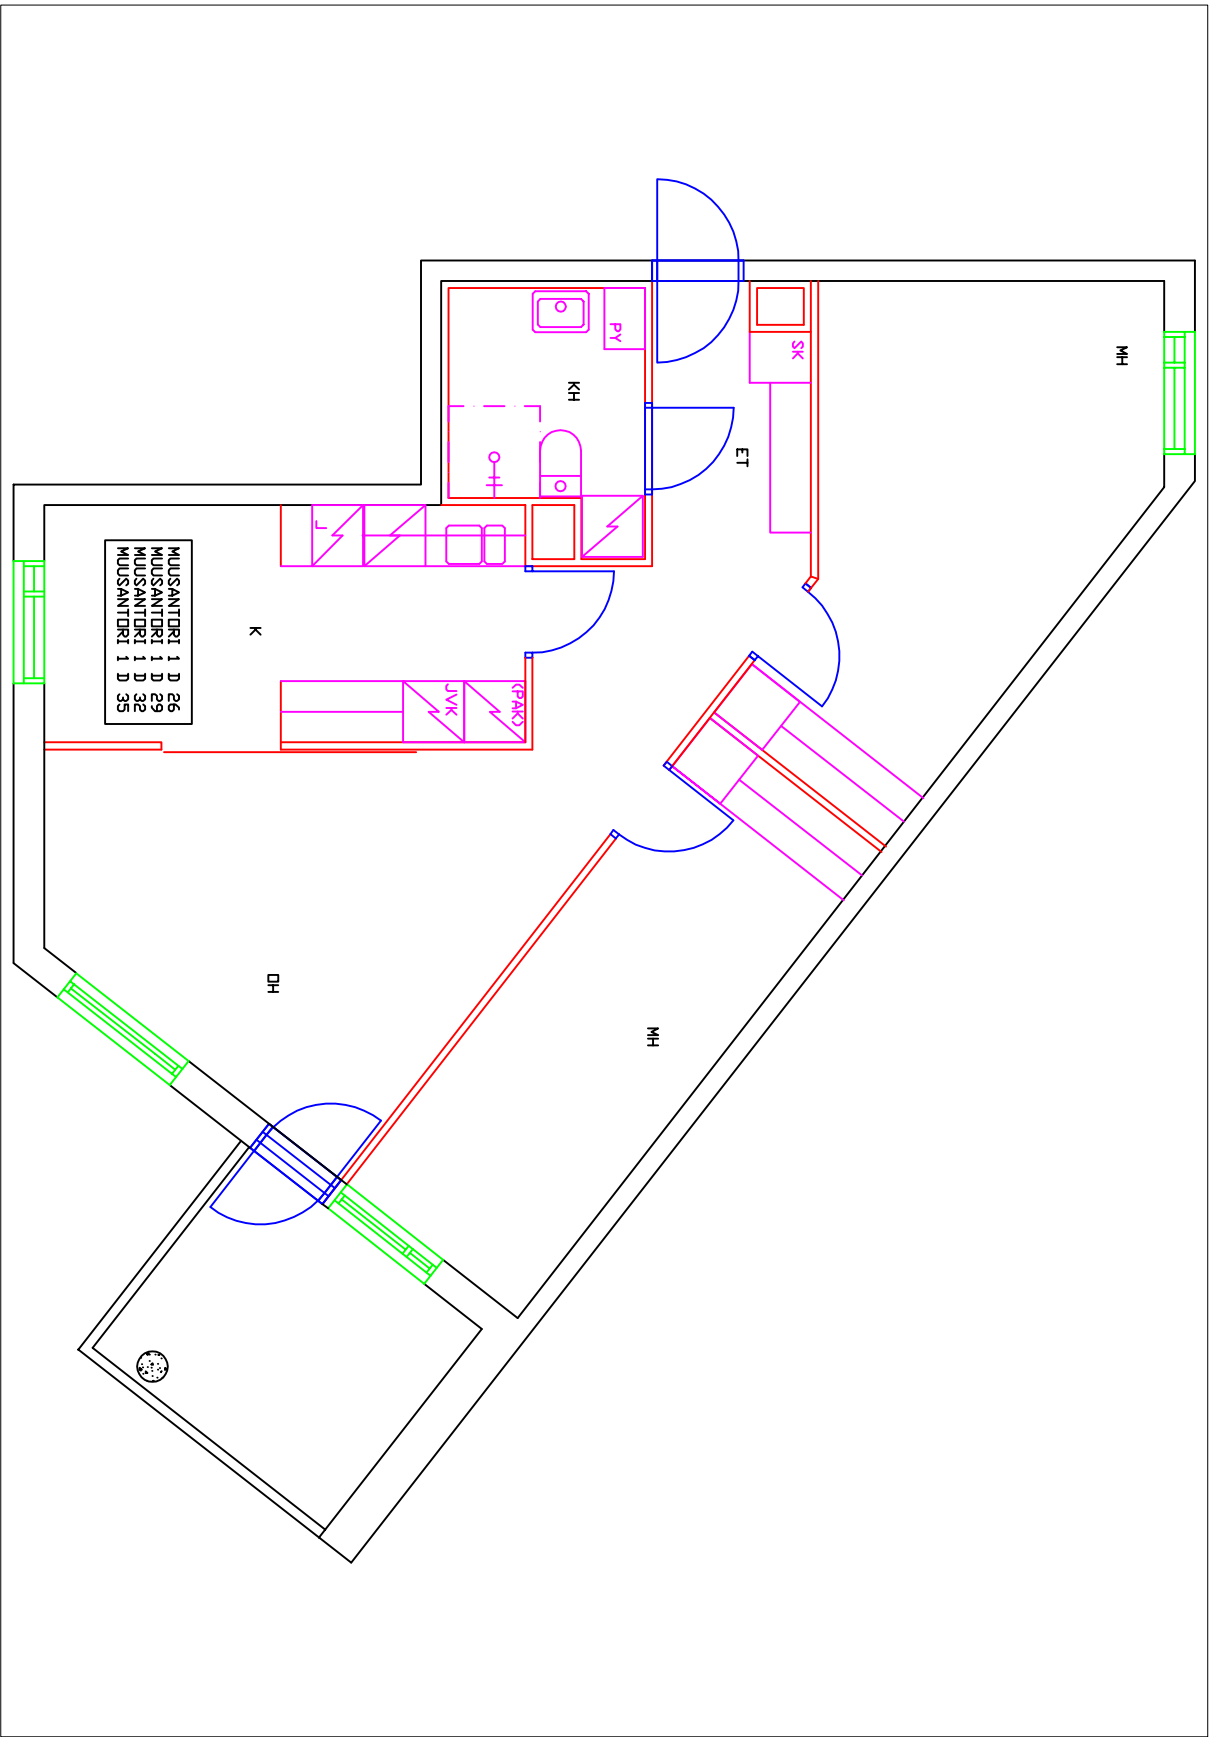 MH
SK
ET
MH
PY
KH
(PAK)
JVK
L
OH
K
MUUSANTORI 1 D 26
MUUSANTORI 1 D 29
MUUSANTORI 1 D 32
MUUSANTORI 1 D 35